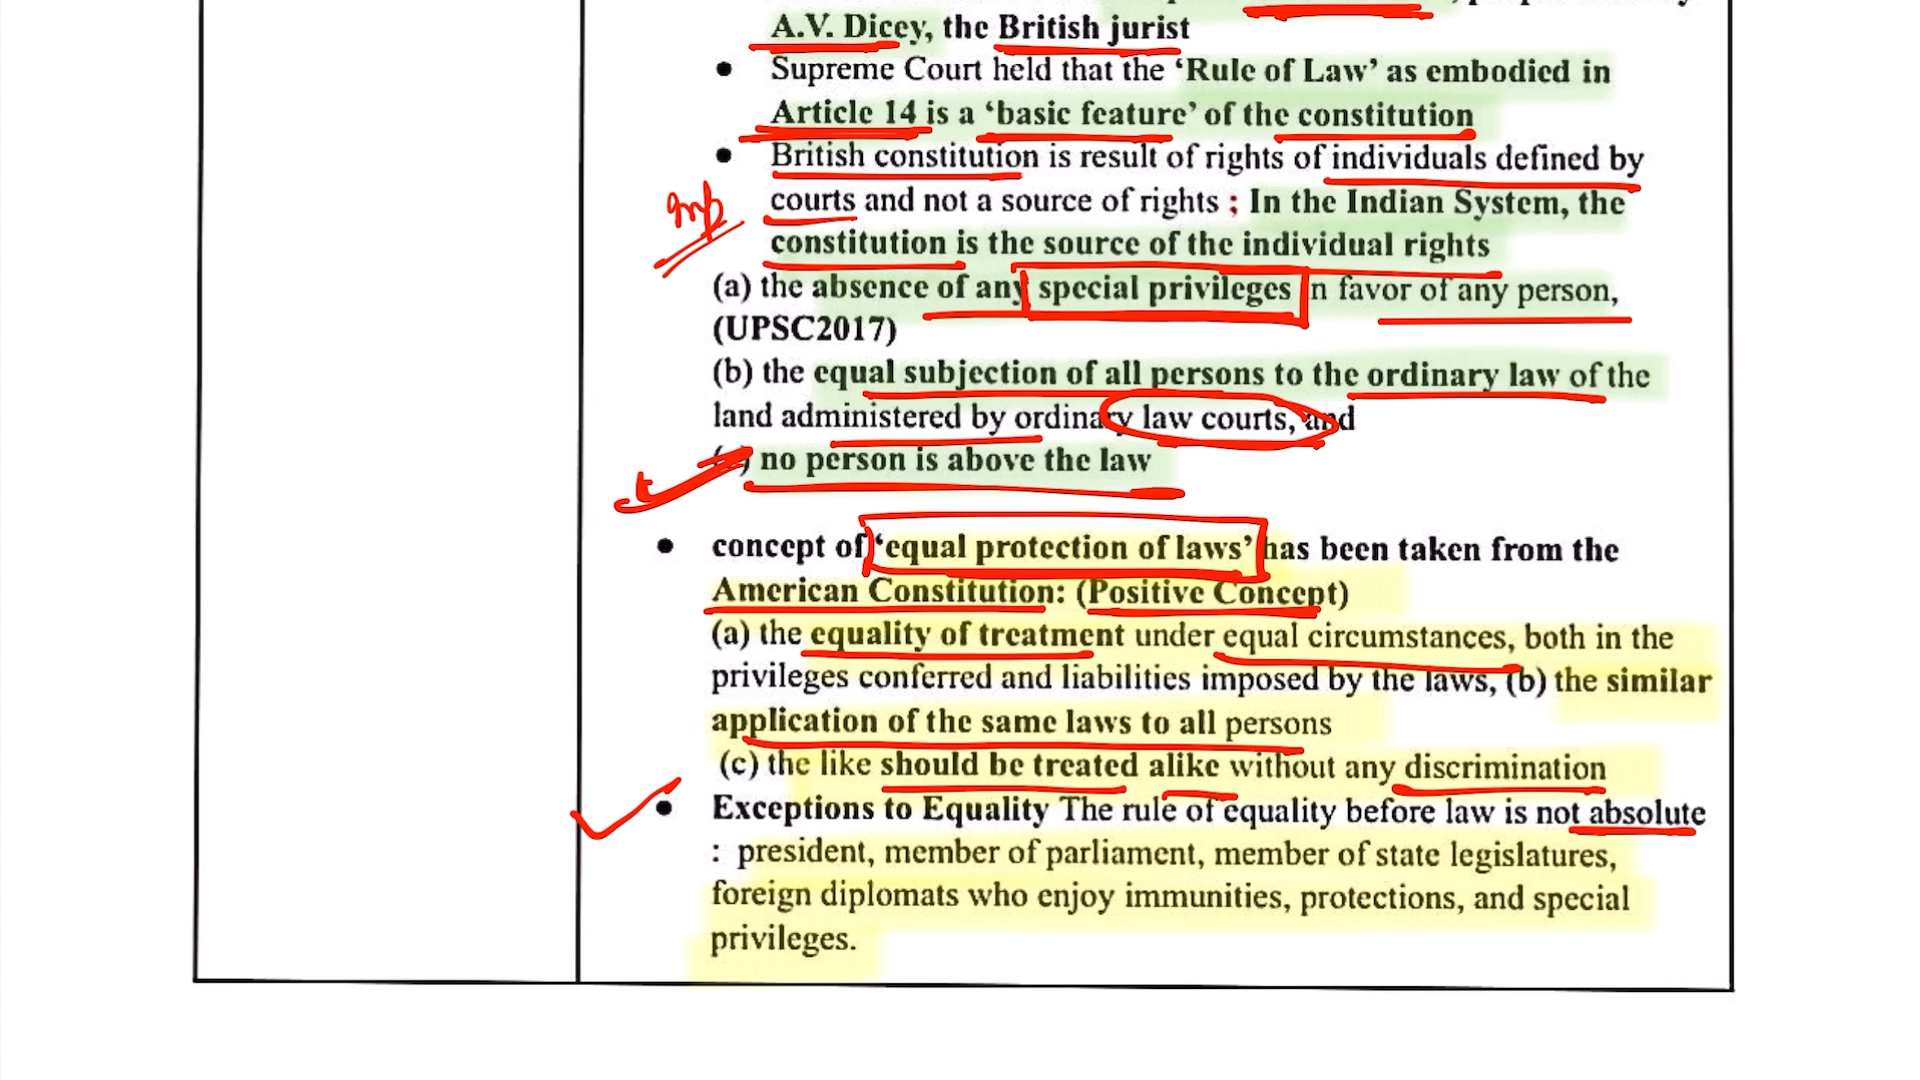 A.V. Dicey, the British jurist
• Supreme Court held that the ‘Rule of Law’ as embodied in
Article 14 is a ‘basic feature’ of the constitution
• British constitution is result of rights of individuals defined by
Imp
courts and not a source of rights ; In the Indian System, the
constitution is the source of the individual rights
(a) the absence of any special privileges in favor of any person,
(UPSC2017)
(b) the equal subjection of all persons to the ordinary law of the
land administered by ordinary law courts, and
no person is above the law
• concept of ‘equal protection of laws’ has been taken from the
American Constitution: (Positive Concept)
(a) the equality of treatment under equal circumstances, both in the
privileges conferred and liabilities imposed by the laws, (b) the similar
application of the same laws to all persons
(c) the like should be treated alike without any discrimination
• Exceptions to Equality The rule of equality before law is not absolute
: president, member of parliament, member of state legislatures,
foreign diplomats who enjoy immunities, protections, and special
privileges.